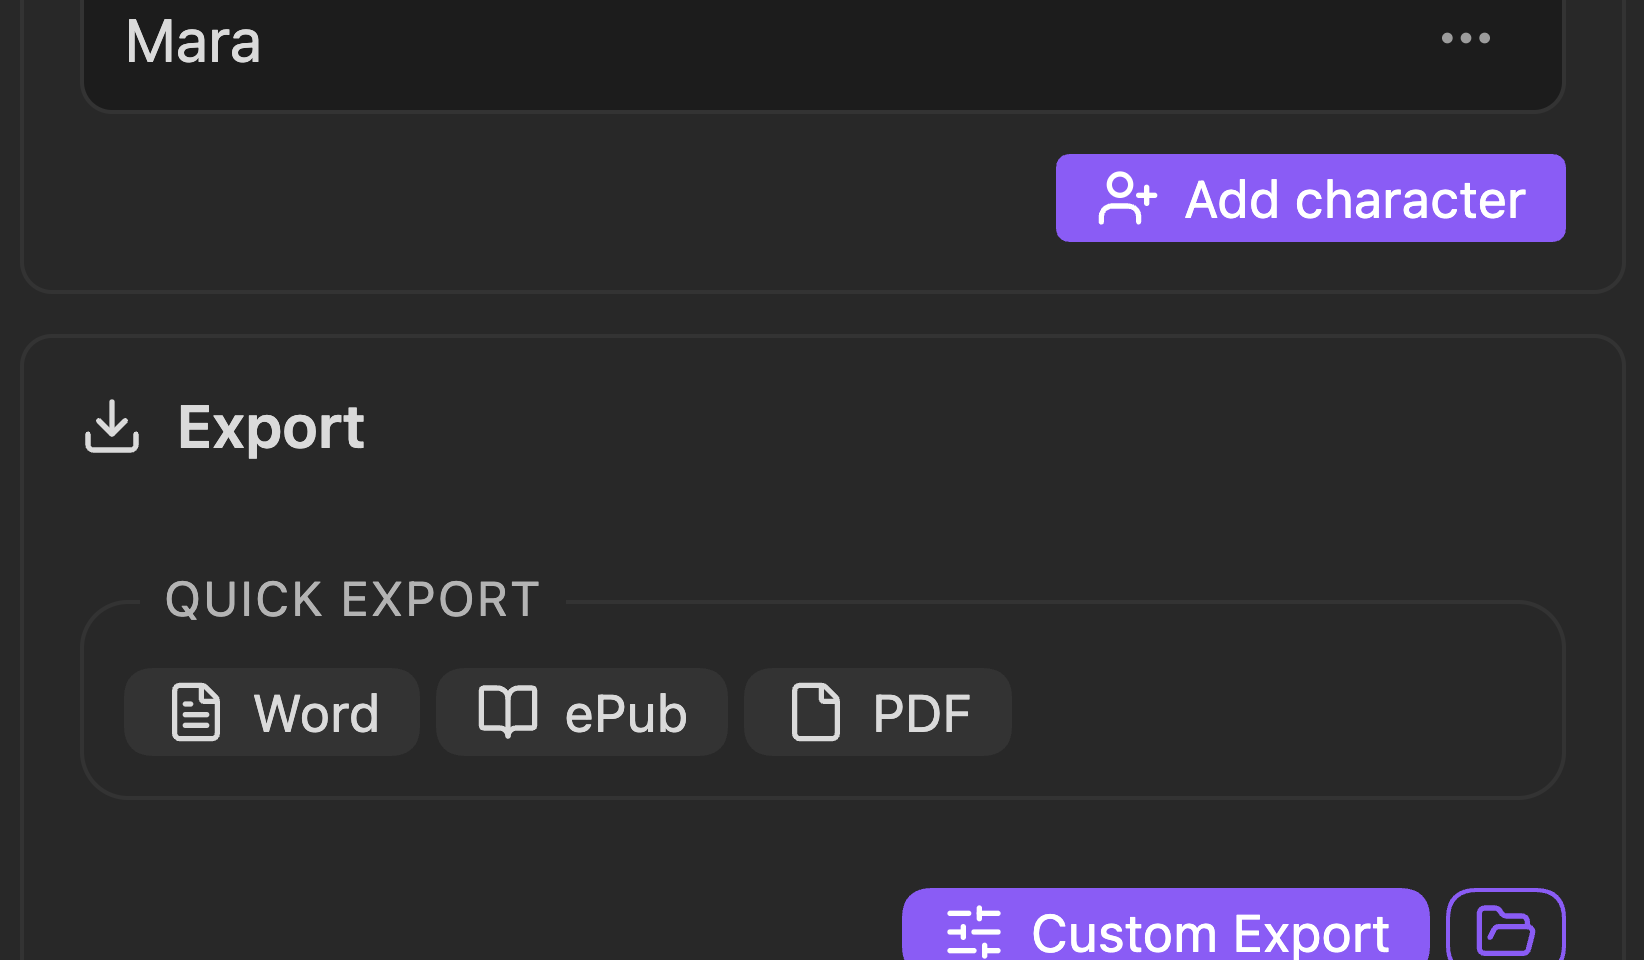 Mara
Add character
Export
QUICK EXPORT
Word
ePub
PDF
Custom Export